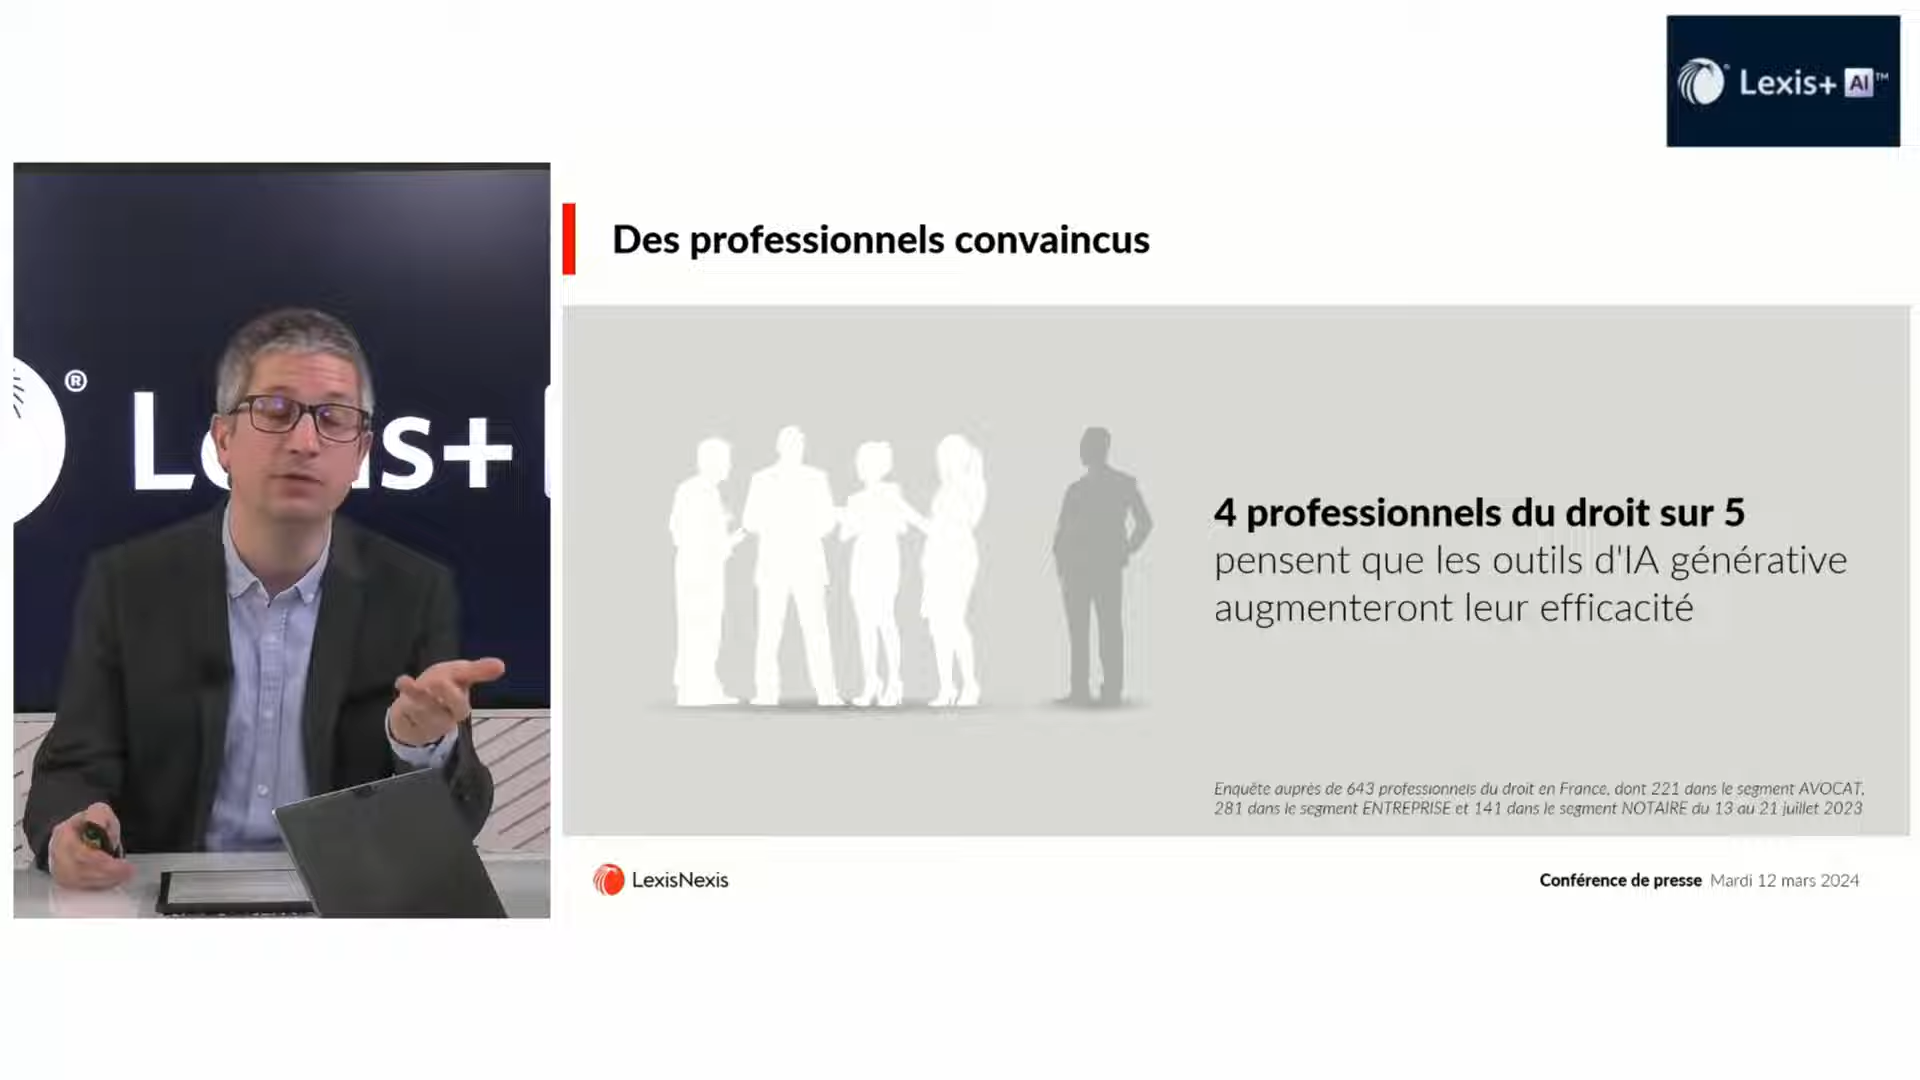 Lexis+ AI™
Des professionnels convaincus
® L s+
4 professionnels du droit sur 5
pensent que les outils d'IA générative
augmenteront leur efficacité
Enquête auprès de 643 professionnels du droit en France, dont 221 dans le segment AVOCAT,
281 dans le segment ENTREPRISE et 141 dans le segment NOTAIRE du 13 au 21 juillet 2023
LexisNexis
Conférence de presse Mardi 12 mars 2024